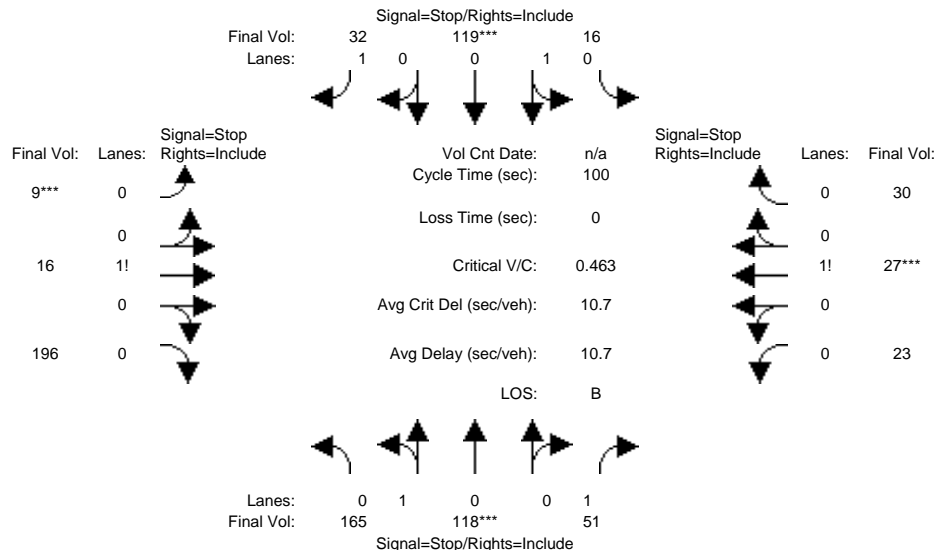 Signal=Stop/Rights=Include
Final Vol: 32 119*** 16
Lanes: 1 0 0 1 0
Signal=Stop Signal=Stop
Final Vol: Lanes: Rights=Include Vol Cnt Date: n/a Rights=Include Lanes: Final Vol:
Cycle Time (sec): 100
9*** 0 0 30
Loss Time (sec): 0
0 0
16 1! Critical V/C: 0.463 1! 27***
0 Avg Crit Del (sec/veh): 10.7 0
196 0 Avg Delay (sec/veh): 10.7 0 23
LOS: B
Lanes: 0 1 0 0 1
Final Vol: 165 118*** 51
Signal=Stop/Rights=Include